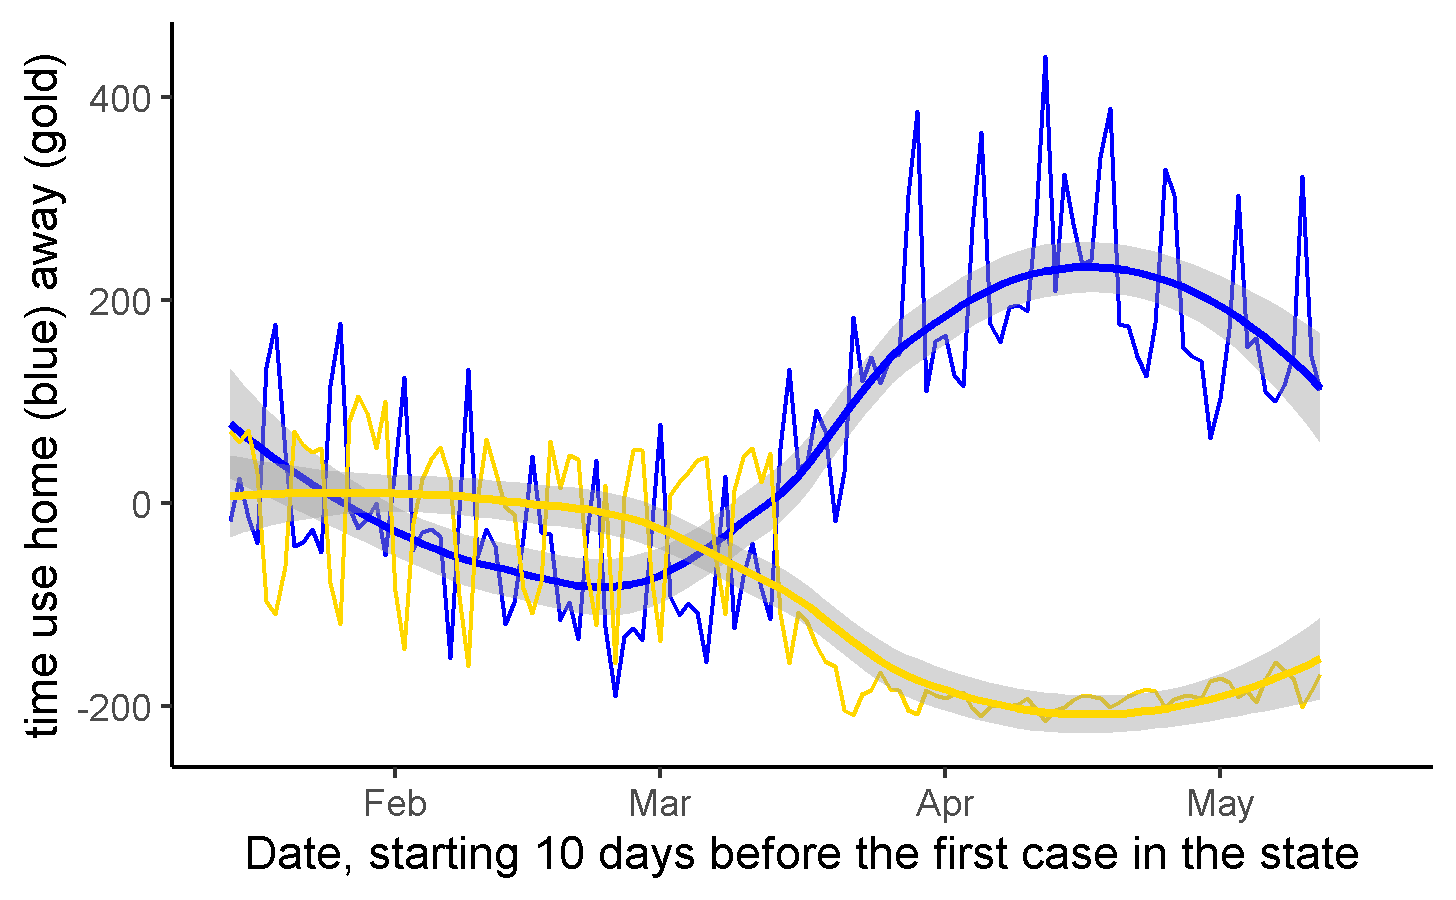 time use home (blue) away (gold)
400
200
0
-200
Feb Mar Apr May
Date, starting 10 days before the first case in the state